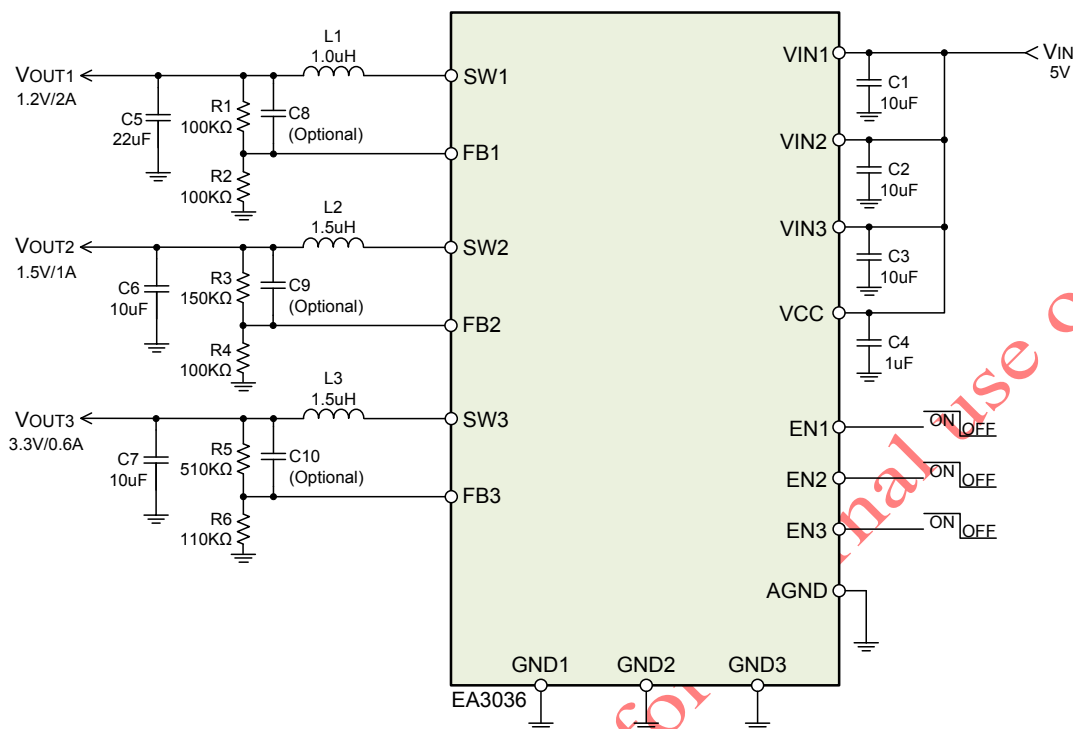 L1
1.0uH
VOUT1
1.2V/2A
SW1
C5
22uF
R1
100KΩ
C8
(Optional)
FB1
R2
100KΩ
L2
1.5uH
VOUT2
1.5V/1A
SW2
C6
10uF
R3
150KΩ
C9
(Optional)
FB2
R4
100KΩ
L3
1.5uH
VOUT3
3.3V/0.6A
SW3
C7
10uF
R5
510KΩ
C10
(Optional)
FB3
R6
110KΩ
VIN1
VIN
5V
C1
10uF
VIN2
C2
10uF
VIN3
C3
10uF
VCC
C4
1uF
EN1
ON
OFF
EN2
ON
OFF
EN3
ON
OFF
AGND
GND1
GND2
GND3
EA3036
for
use